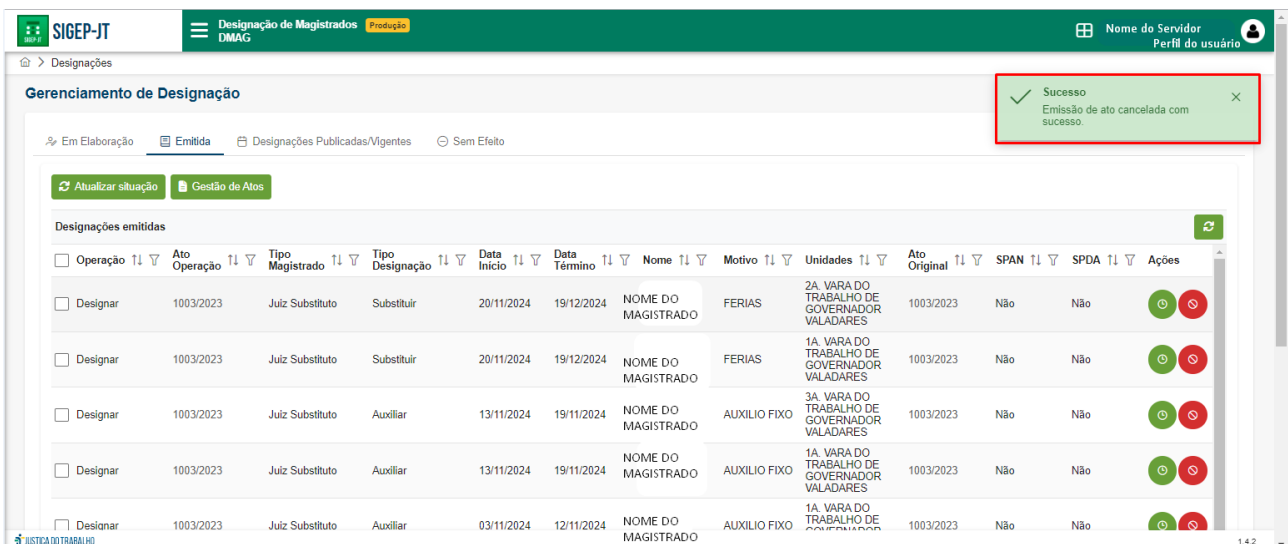 SIGEP-JT
Designação de Magistrados Produção
DMAG
Nome do Servidor
Perfil do usuário
Designações
Gerenciamento de Designação
Sucesso
Emissão de ato cancelada com
sucesso.
Em Elaboração Emitida Designações Publicadas/Vigentes Sem Efeito
Atualizar situação Gestão de Atos
Designações emitidas
Operação Ato Operação Tipo Magistrado Tipo Designação Data Início Data Término Nome Motivo Unidades Ato Original SPAN SPDA Ações
Designar 1003/2023 Juiz Substituto Substituir 20/11/2024 19/12/2024 NOME DO MAGISTRADO FERIAS 2A. VARA DO TRABALHO DE GOVERNADOR VALADARES 1003/2023 Não Não
Designar 1003/2023 Juiz Substituto Substituir 20/11/2024 19/12/2024 NOME DO MAGISTRADO FERIAS 1A. VARA DO TRABALHO DE GOVERNADOR VALADARES 1003/2023 Não Não
Designar 1003/2023 Juiz Substituto Auxiliar 13/11/2024 19/11/2024 NOME DO MAGISTRADO AUXILIO FIXO 3A. VARA DO TRABALHO DE GOVERNADOR VALADARES 1003/2023 Não Não
Designar 1003/2023 Juiz Substituto Auxiliar 13/11/2024 19/11/2024 NOME DO MAGISTRADO AUXILIO FIXO 1A. VARA DO TRABALHO DE GOVERNADOR VALADARES 1003/2023 Não Não
Designar 1003/2023 Juiz Substituto Auxiliar 03/11/2024 12/11/2024 NOME DO MAGISTRADO AUXILIO FIXO 1A. VARA DO TRABALHO DE GOVERNADOR 1003/2023 Não Não
JUSTIÇA DO TRABALHO
1.4.2